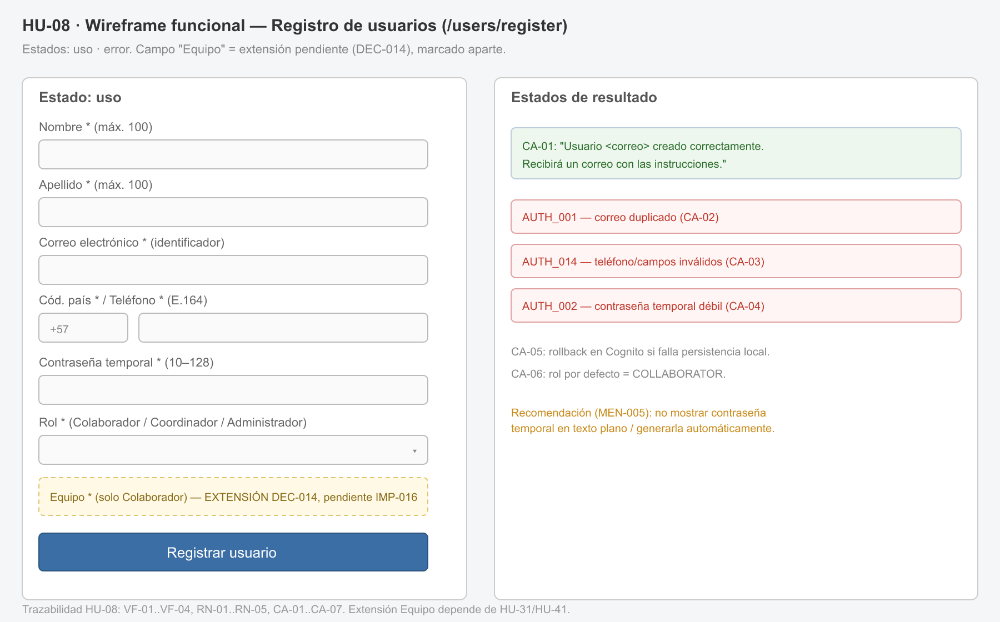 HU-08 · Wireframe funcional — Registro de usuarios (/users/register)
Estados: uso · error. Campo "Equipo" = extensión pendiente (DEC-014), marcado aparte.
Estado: uso
Nombre * (máx. 100)
Apellido * (máx. 100)
Correo electrónico * (identificador)
Cód. país * / Teléfono * (E.164)
+57
Contraseña temporal * (10–128)
Rol * (Colaborador / Coordinador / Administrador)
Equipo * (solo Colaborador) — EXTENSIÓN DEC-014, pendiente IMP-016
Registrar usuario
Estados de resultado
CA-01: "Usuario <correo> creado correctamente.
Recibirá un correo con las instrucciones."
AUTH_001 — correo duplicado (CA-02)
AUTH_014 — teléfono/campos inválidos (CA-03)
AUTH_002 — contraseña temporal débil (CA-04)
CA-05: rollback en Cognito si falla persistencia local.
CA-06: rol por defecto = COLLABORATOR.
Recomendación (MEN-005): no mostrar contraseña
temporal en texto plano / generarla automáticamente.
Trazabilidad HU-08: VF-01..VF-04, RN-01..RN-05, CA-01..CA-07. Extensión Equipo depende de HU-31/HU-41.